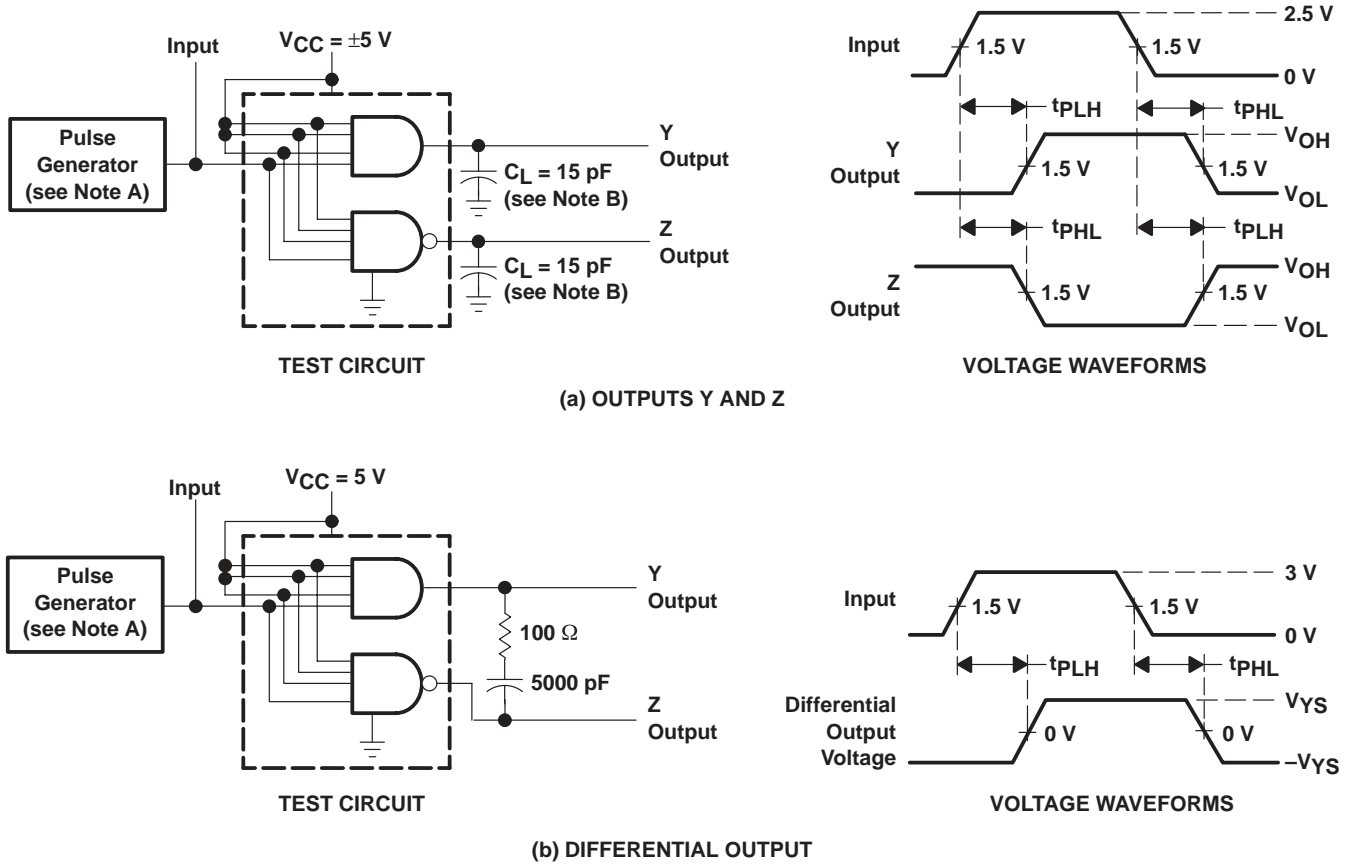 Input
VCC = ±5 V
Pulse
Generator
(see Note A)
Y
Output
CL = 15 pF
(see Note B)
Z
Output
CL = 15 pF
(see Note B)
TEST CIRCUIT
Input
2.5 V
1.5 V
1.5 V
0 V
tPLH
tPHL
Y
Output
VOH
1.5 V
1.5 V
VOL
tPHL
tPLH
Z
Output
VOH
1.5 V
1.5 V
VOL
VOLTAGE WAVEFORMS
(a) OUTPUTS Y AND Z
Input
VCC = 5 V
Pulse
Generator
(see Note A)
Y
Output
100 Ω
5000 pF
Z
Output
TEST CIRCUIT
Input
3 V
1.5 V
1.5 V
0 V
tPLH
tPHL
Differential
Output
Voltage
VYS
0 V
0 V
–VYS
VOLTAGE WAVEFORMS
(b) DIFFERENTIAL OUTPUT